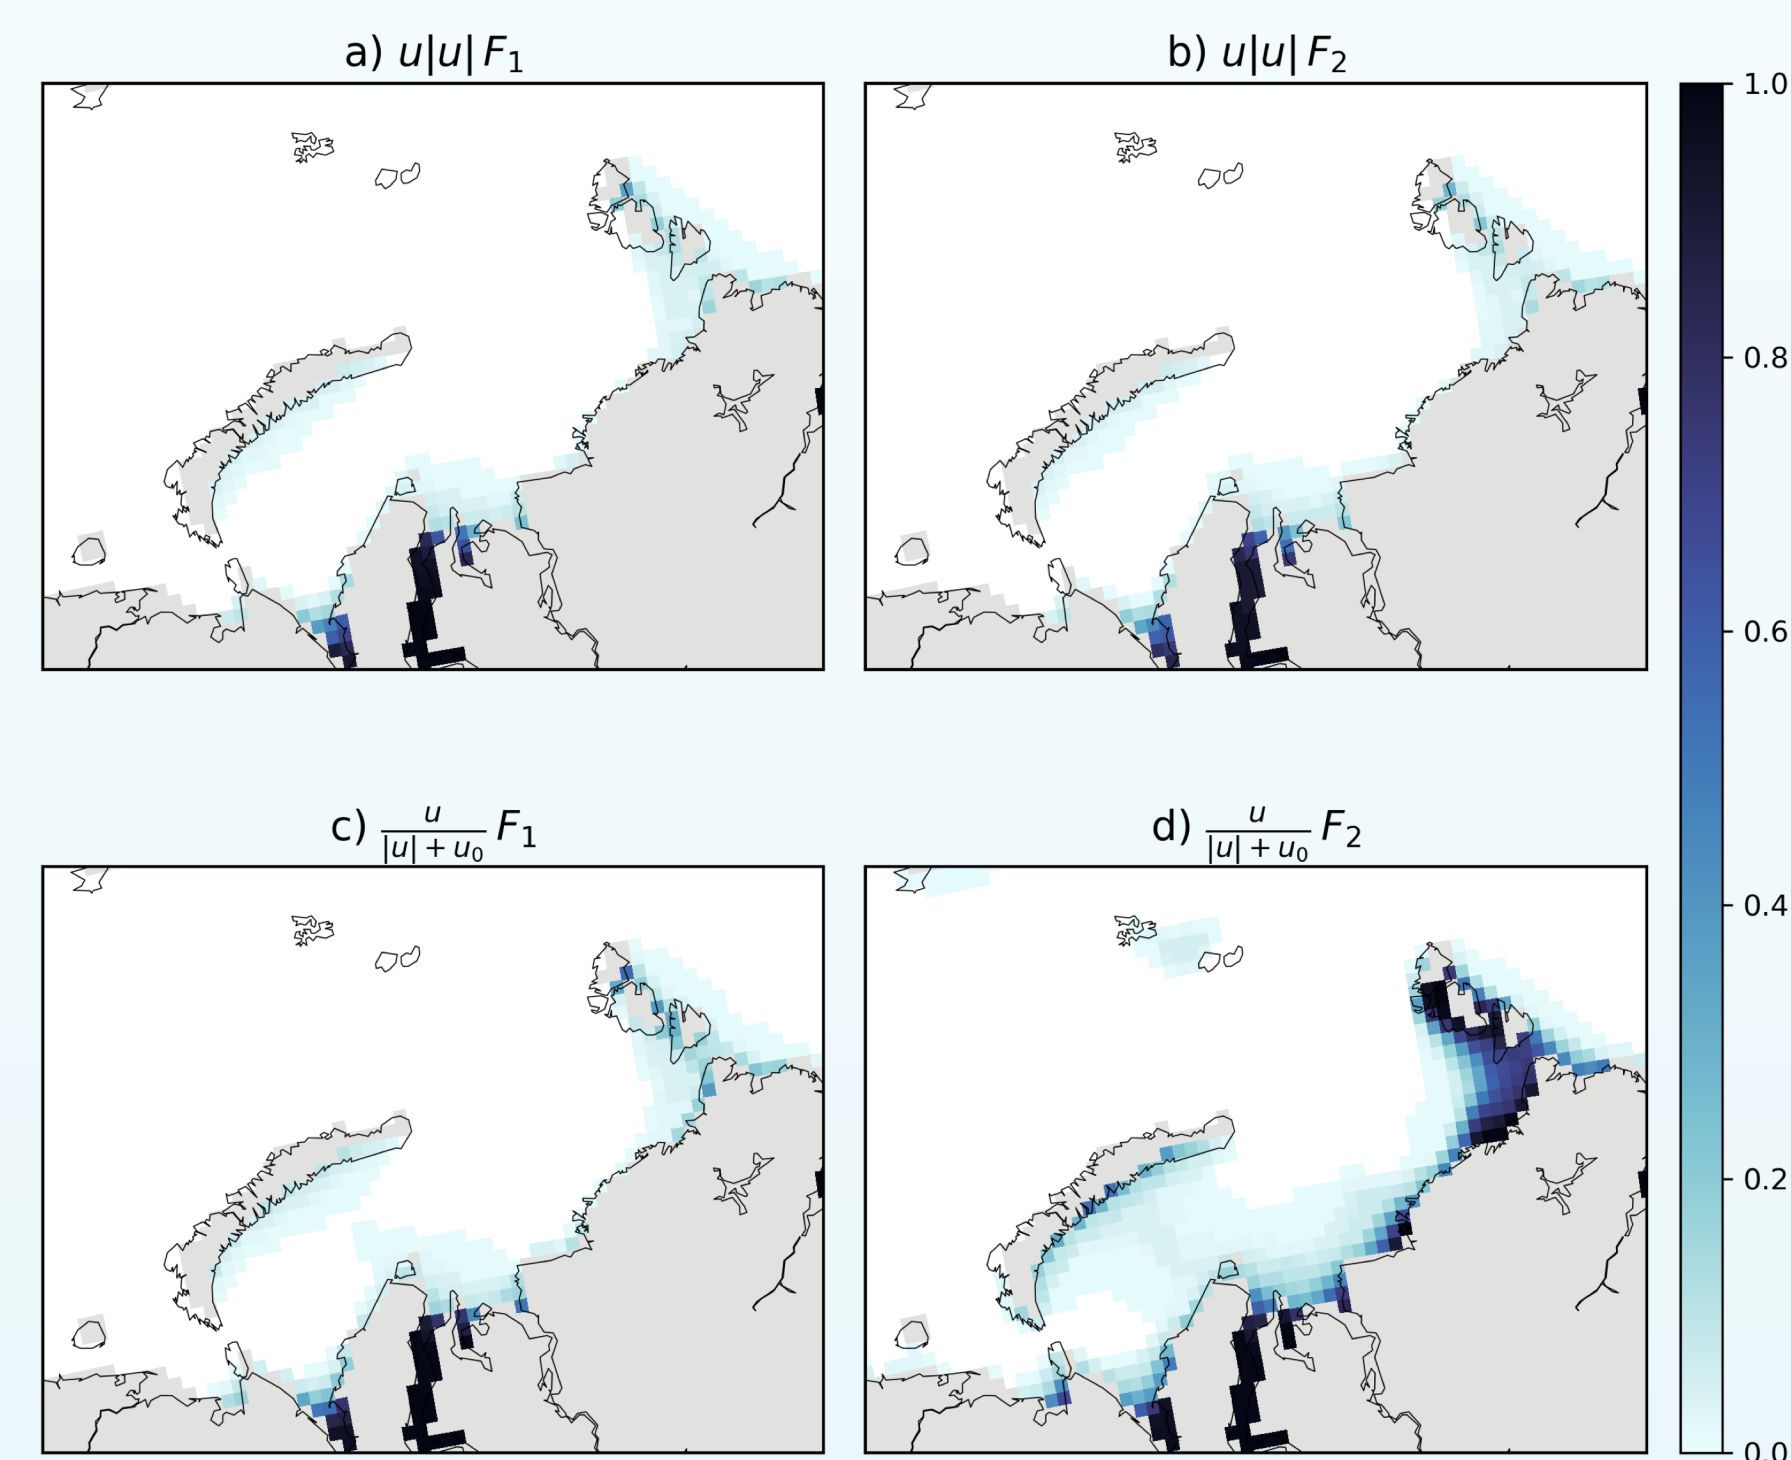 a) u|u| F₁
b) u|u| F₂
1.0
0.8
0.6
c) u/(|u| + u₀) F₁
d) u/(|u| + u₀) F₂
0.4
0.2
0.0